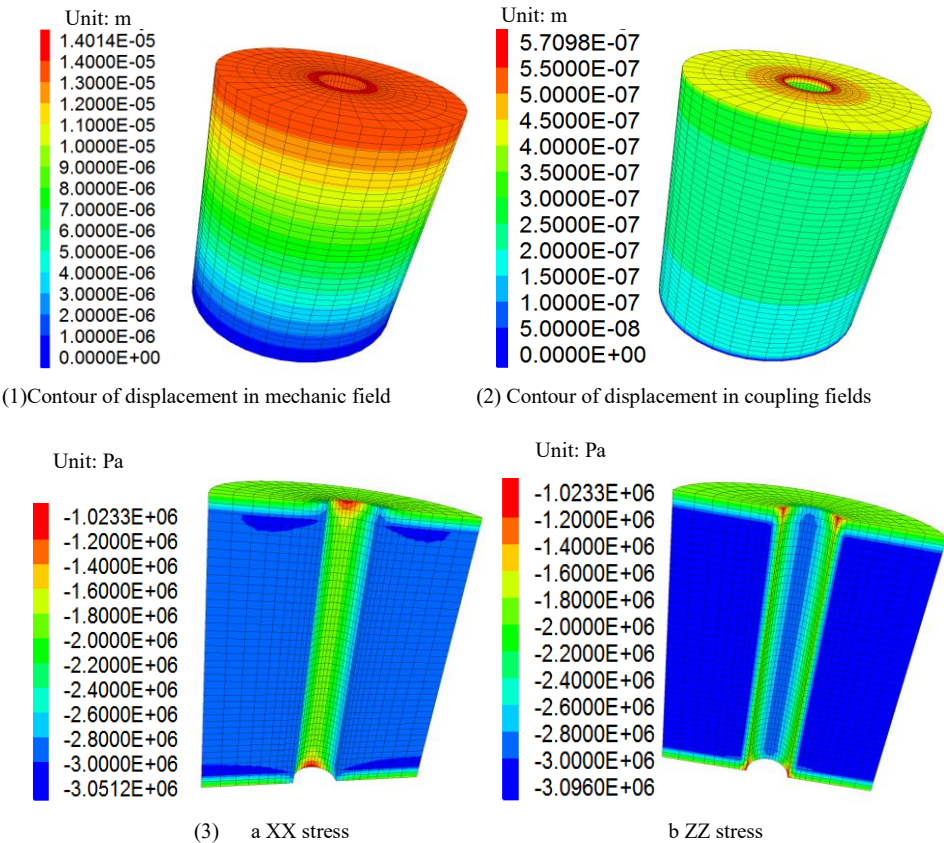 Unit: m
1.4014E-05
1.4000E-05
1.3000E-05
1.2000E-05
1.1000E-05
1.0000E-05
9.0000E-06
8.0000E-06
7.0000E-06
6.0000E-06
5.0000E-06
4.0000E-06
3.0000E-06
2.0000E-06
1.0000E-06
0.0000E+00
Unit: m
5.7098E-07
5.5000E-07
5.0000E-07
4.5000E-07
4.0000E-07
3.5000E-07
3.0000E-07
2.5000E-07
2.0000E-07
1.5000E-07
1.0000E-07
5.0000E-08
0.0000E+00
(1)Contour of displacement in mechanic field
(2) Contour of displacement in coupling fields
Unit: Pa
-1.0233E+06
-1.2000E+06
-1.4000E+06
-1.6000E+06
-1.8000E+06
-2.0000E+06
-2.2000E+06
-2.4000E+06
-2.6000E+06
-2.8000E+06
-3.0000E+06
-3.0512E+06
Unit: Pa
-1.0233E+06
-1.2000E+06
-1.4000E+06
-1.6000E+06
-1.8000E+06
-2.0000E+06
-2.2000E+06
-2.4000E+06
-2.6000E+06
-2.8000E+06
-3.0000E+06
-3.0960E+06
(3) a XX stress
b ZZ stress